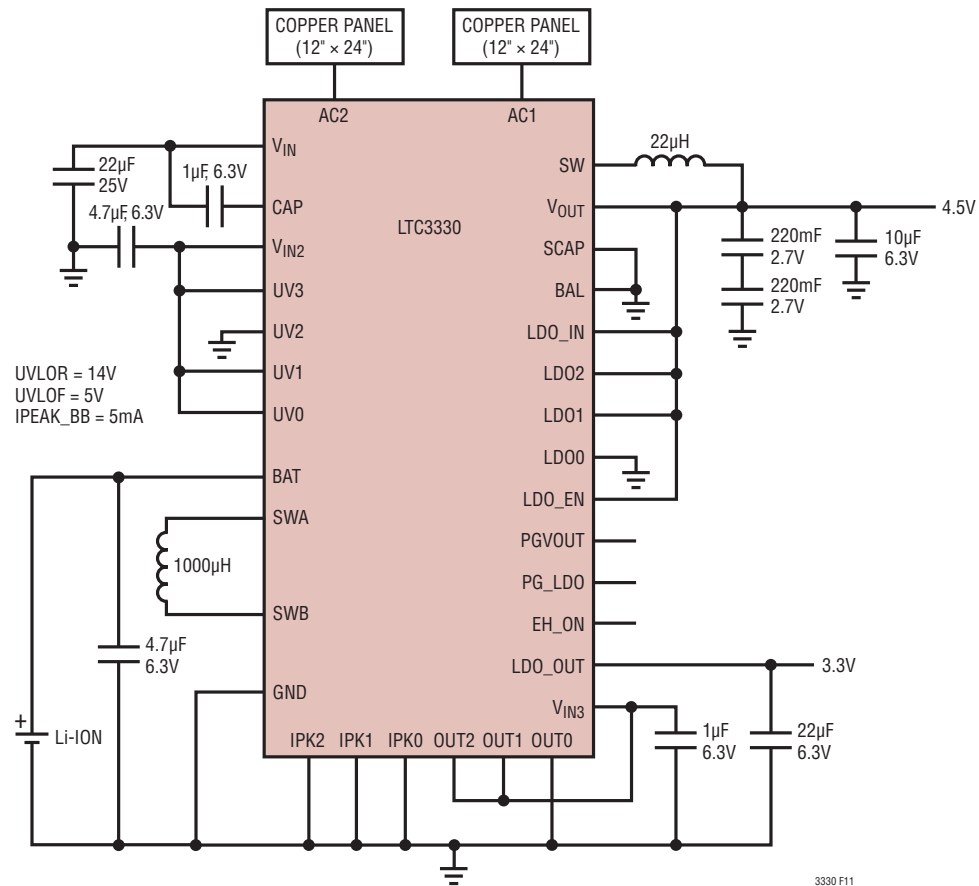 COPPER PANEL
(12" × 24")
COPPER PANEL
(12" × 24")
AC2
AC1
VIN
22µF
25V
1µF, 6.3V
CAP
4.7µF, 6.3V
VIN2
LTC3330
UV3
UV2
UV1
UV0
UVLOR = 14V
UVLOF = 5V
IPEAK_BB = 5mA
BAT
SWA
1000µH
SWB
4.7µF
6.3V
GND
+
Li-ION
IPK2
IPK1
IPK0
OUT2
OUT1
OUT0
SW
22µH
VOUT
4.5V
220mF
2.7V
10µF
6.3V
220mF
2.7V
SCAP
BAL
LDO_IN
LDO2
LDO1
LDO0
LDO_EN
PGVOUT
PG_LDO
EH_ON
LDO_OUT
3.3V
VIN3
1µF
6.3V
22µF
6.3V
3330 F11